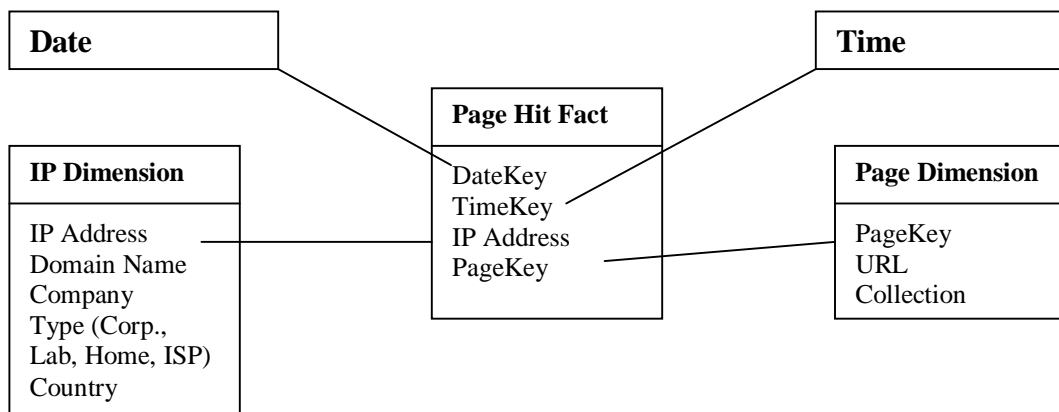 Date
Time
Page Hit Fact
DateKey
TimeKey
IP Address
PageKey
IP Dimension
IP Address
Domain Name
Company
Type (Corp.,
Lab, Home, ISP)
Country
Page Dimension
PageKey
URL
Collection